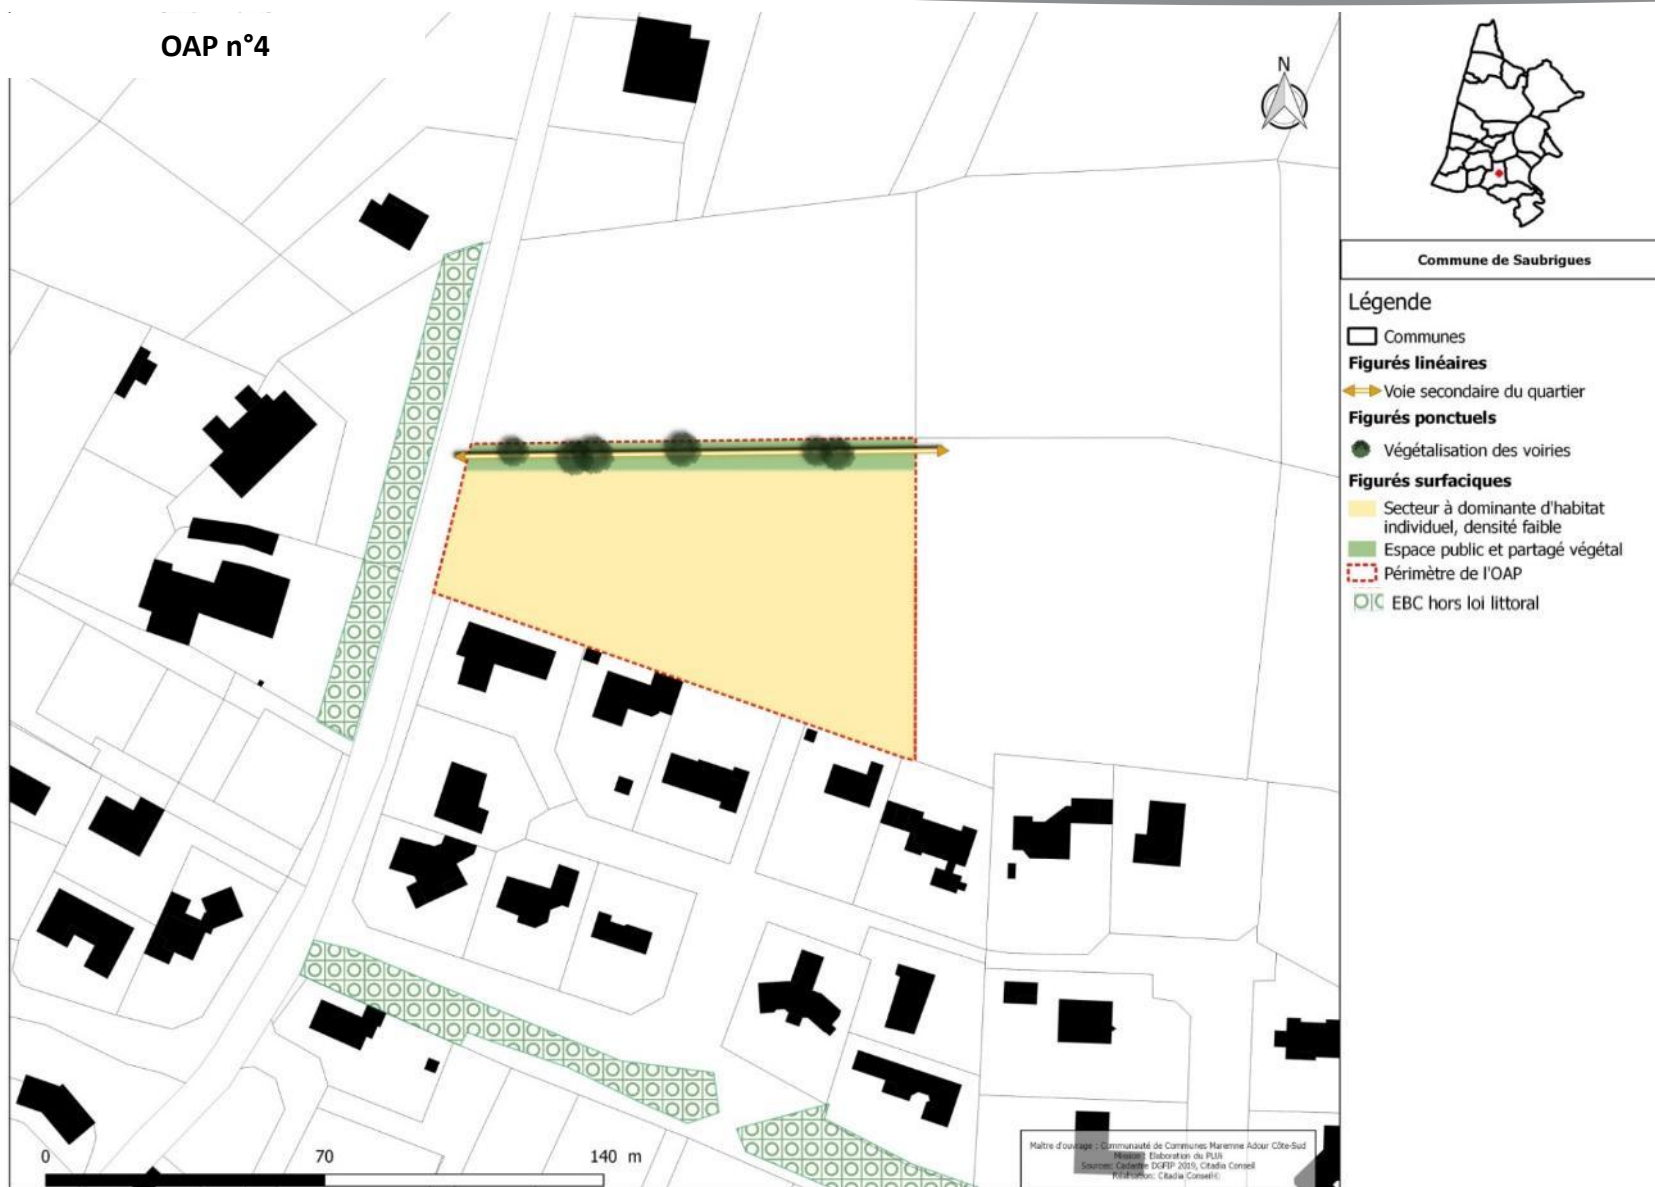 OAP n°4
N
Commune de Saubrigues
Légende
Communes
Figurés linéaires
Voie secondaire du quartier
Figurés ponctuels
Végétalisation des voiries
Figurés surfaciques
Secteur à dominante d'habitat
individuel, densité faible
Espace public et partagé végétal
Périmètre de l'OAP
EBC hors loi littoral
0 70 140 m
Maître d'ouvrage : Communauté de Communes Maremne Adour Côte-Sud
Mission : Elaboration du PLUi
Sources: Cadastre DGFIP 2019, Citadia Conseil
Réalisation: Citadia Conseil©